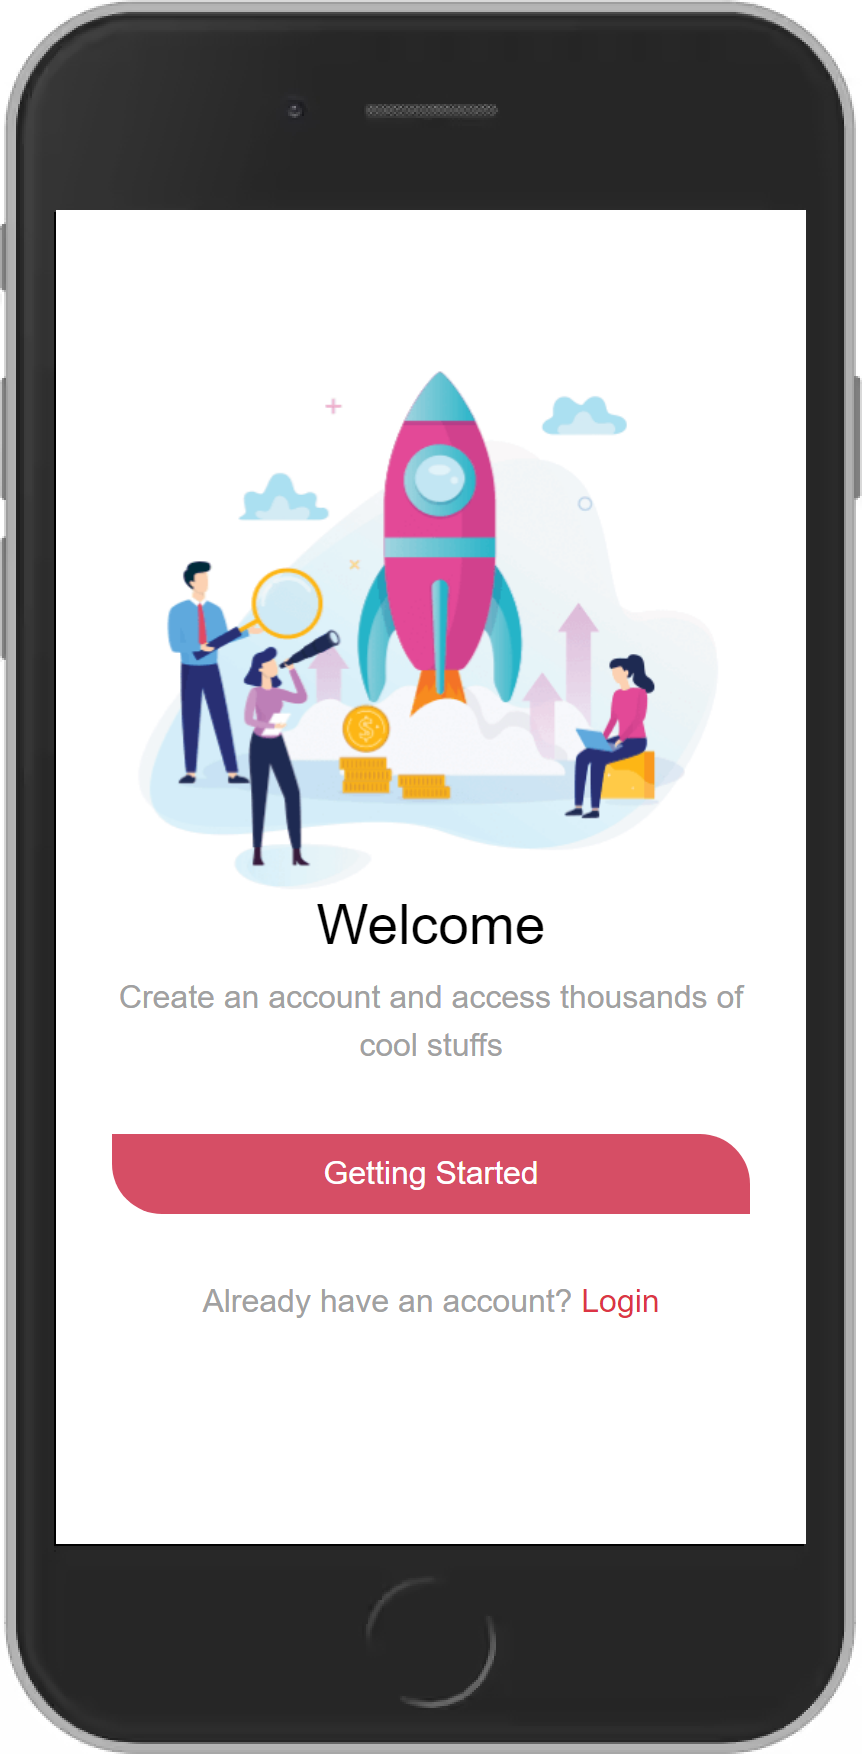 Welcome
Create an account and access thousands of
cool stuffs
Getting Started
Already have an account? Login